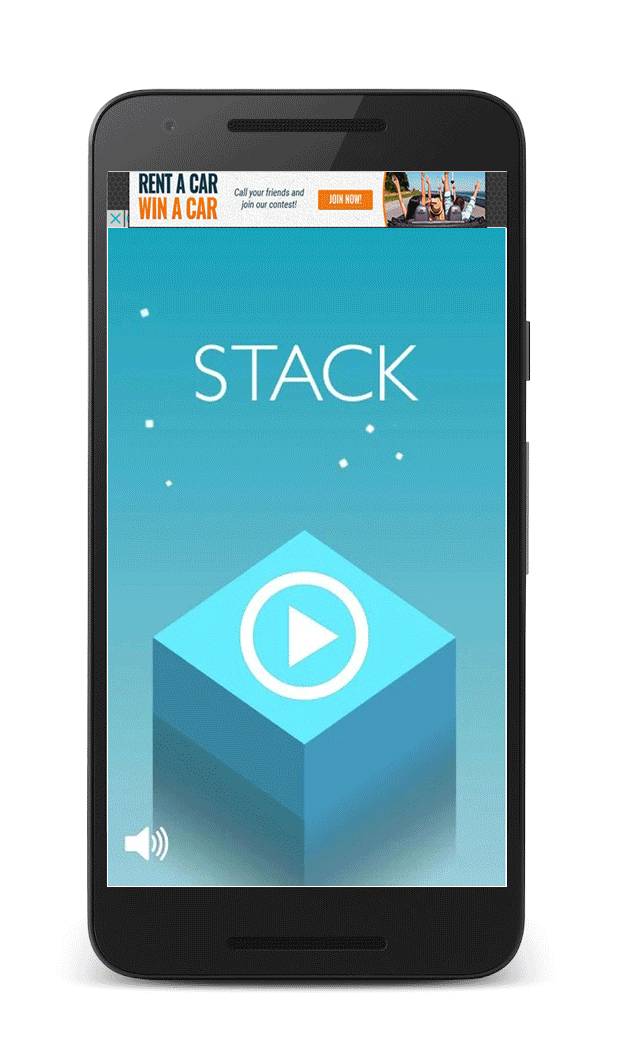 RENT A CAR
WIN A CAR
Call your friends and
join our contest!
JOIN NOW!
STACK